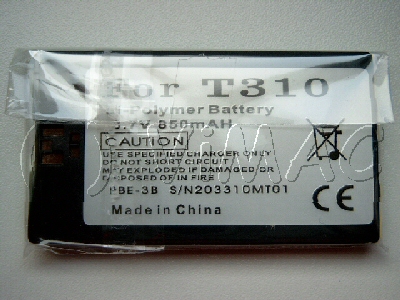 For T310
Li-Polymer Battery
3.7V 850mAH
CAUTION
DO NOT SHORT CIRCUIT
USE SPECIFIED CHARGER ONLY
MAY EXPLODE IF DAMAGED
OR DISPOSED OF IN FIRE
PBE-3B S/N203310MT01
Made in China
CE